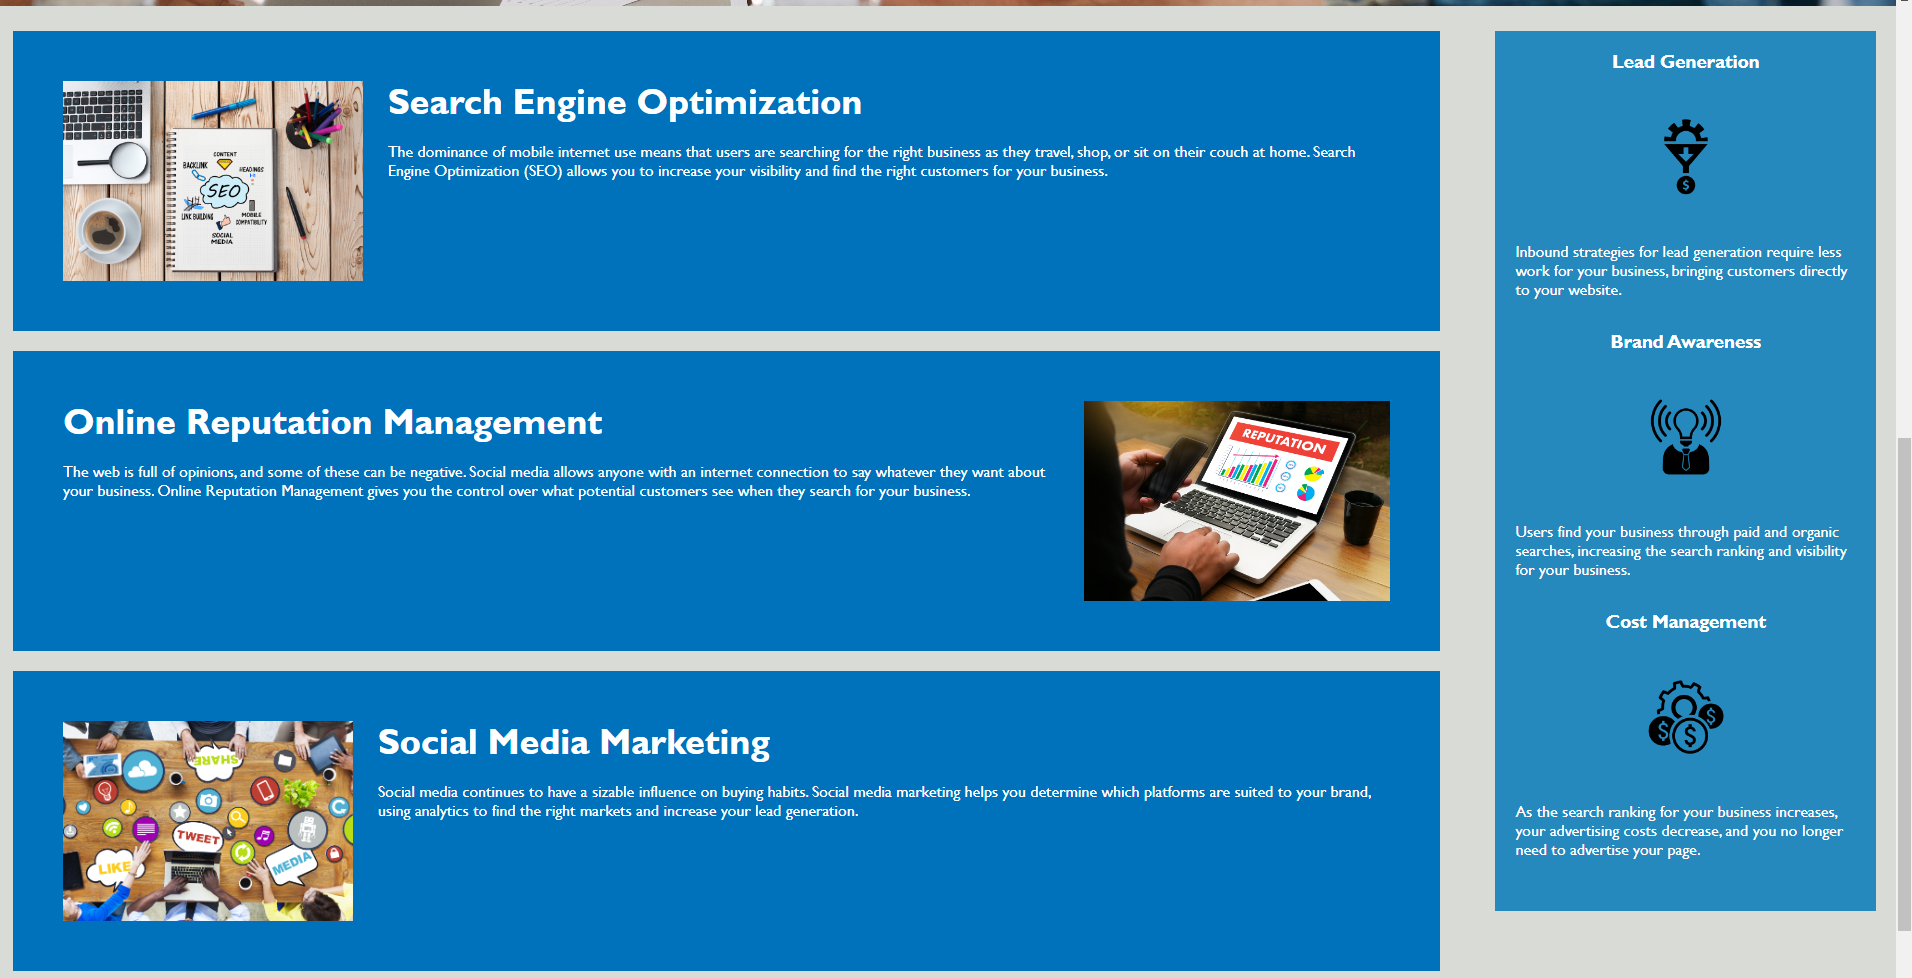 Search Engine Optimization
The dominance of mobile internet use means that users are searching for the right business as they travel, shop, or sit on their couch at home. Search
Engine Optimization (SEO) allows you to increase your visibility and find the right customers for your business.
CONTENT
BACKLINK
HEADINGS
SEO
LINK BUILDING
MOBILE
COMPATIBILITY
SOCIAL
MEDIA
Online Reputation Management
The web is full of opinions, and some of these can be negative. Social media allows anyone with an internet connection to say whatever they want about
your business. Online Reputation Management gives you the control over what potential customers see when they search for your business.
REPUTATION
Social Media Marketing
Social media continues to have a sizable influence on buying habits. Social media marketing helps you determine which platforms are suited to your brand,
using analytics to find the right markets and increase your lead generation.
SHARE
TWEET
LIKE
MEDIA
Lead Generation
$
Inbound strategies for lead generation require less
work for your business, bringing customers directly
to your website.
Brand Awareness
Users find your business through paid and organic
searches, increasing the search ranking and visibility
for your business.
Cost Management
$
$ $
As the search ranking for your business increases,
your advertising costs decrease, and you no longer
need to advertise your page.